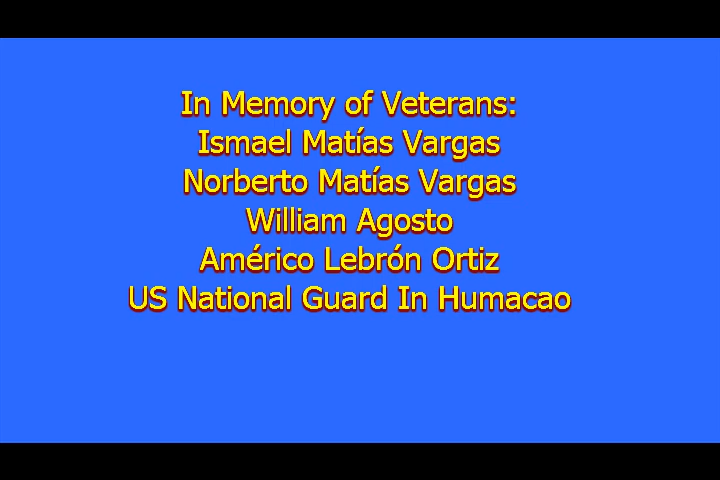 In Memory of Veterans:
Ismael Matías Vargas
Norberto Matías Vargas
William Agosto
Américo Lebrón Ortiz
US National Guard In Humacao